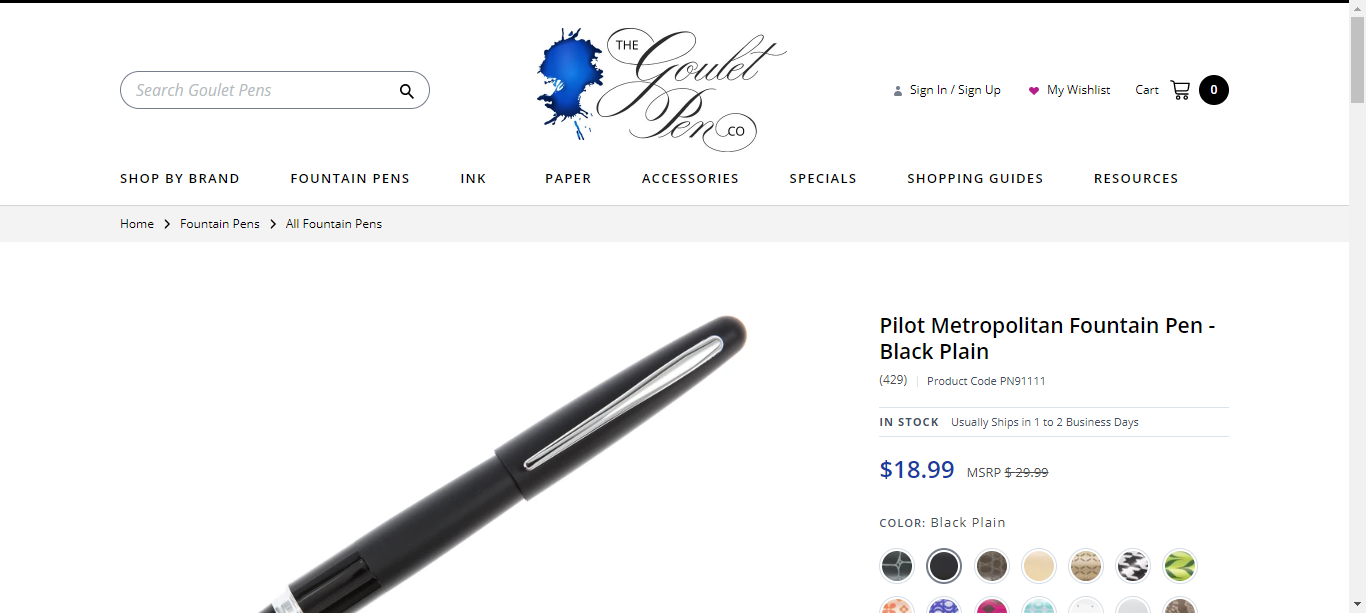 Search Goulet Pens
THE
Goulet
Pen
CO
Sign In / Sign Up
My Wishlist
Cart
0
SHOP BY BRAND
FOUNTAIN PENS
INK
PAPER
ACCESSORIES
SPECIALS
SHOPPING GUIDES
RESOURCES
Home
Fountain Pens
All Fountain Pens
Pilot Metropolitan Fountain Pen -
Black Plain
(429)
Product Code PN91111
IN STOCK Usually Ships in 1 to 2 Business Days
$18.99 MSRP $ 29.99
COLOR: Black Plain